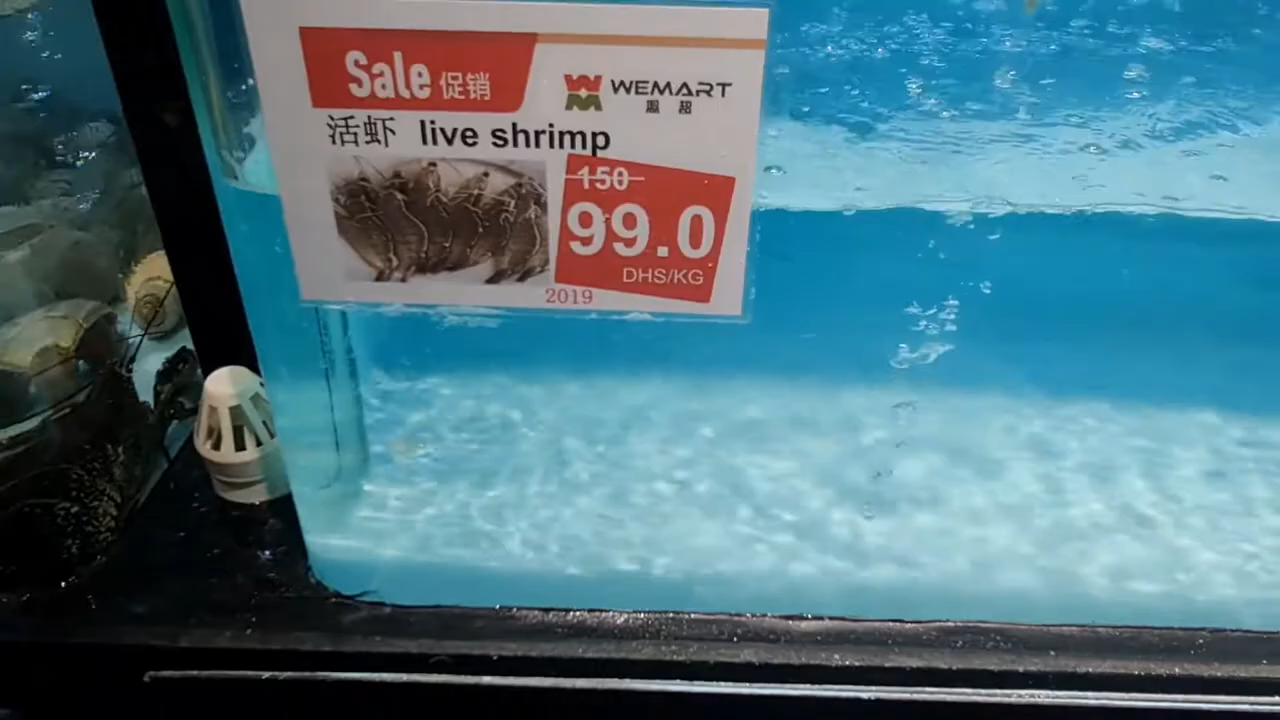 Sale 促销
WEMART
活虾 live shrimp
150
99.0
DHS/KG
2019